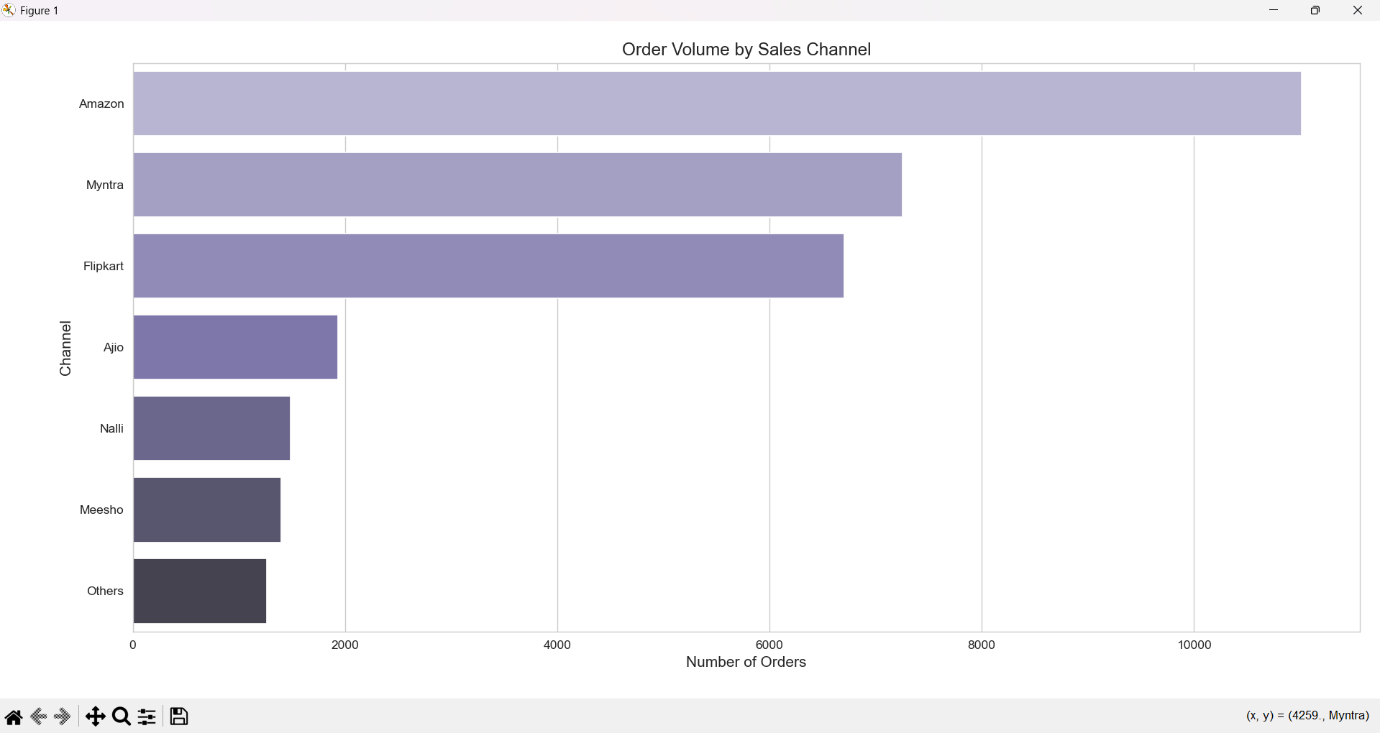 Figure 1
Order Volume by Sales Channel
Amazon
Myntra
Flipkart
Ajio
Nalli
Meesho
Others
Channel
0 2000 4000 6000 8000 10000
Number of Orders
(x, y) = (4259., Myntra)